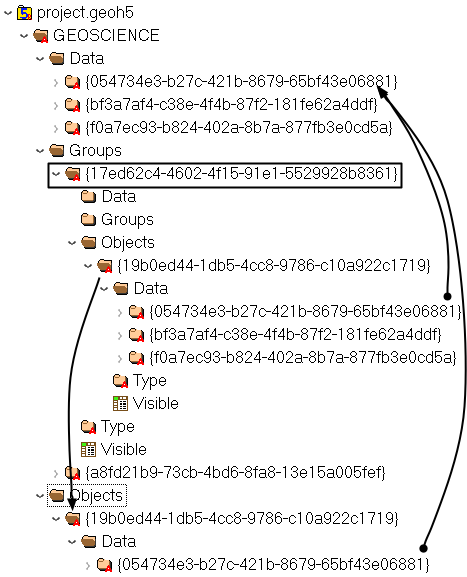 project.geoh5
GEOSCIENCE
Data
{054734e3-b27c-421b-8679-65bf43e06881}
{bf3a7af4-c38e-4f4b-87f2-181fe62a4ddf}
{f0a7ec93-b824-402a-8b7a-877fb3e0cd5a}
Groups
{17ed62c4-4602-4f15-91e1-5529928b8361}
Data
Groups
Objects
{19b0ed44-1db5-4cc8-9786-c10a922c1719}
Data
{054734e3-b27c-421b-8679-65bf43e06881}
{bf3a7af4-c38e-4f4b-87f2-181fe62a4ddf}
{f0a7ec93-b824-402a-8b7a-877fb3e0cd5a}
Type
Visible
Type
Visible
{a8fd21b9-73cb-4bd6-8fa8-13e15a005fef}
Objects
{19b0ed44-1db5-4cc8-9786-c10a922c1719}
Data
{054734e3-b27c-421b-8679-65bf43e06881}